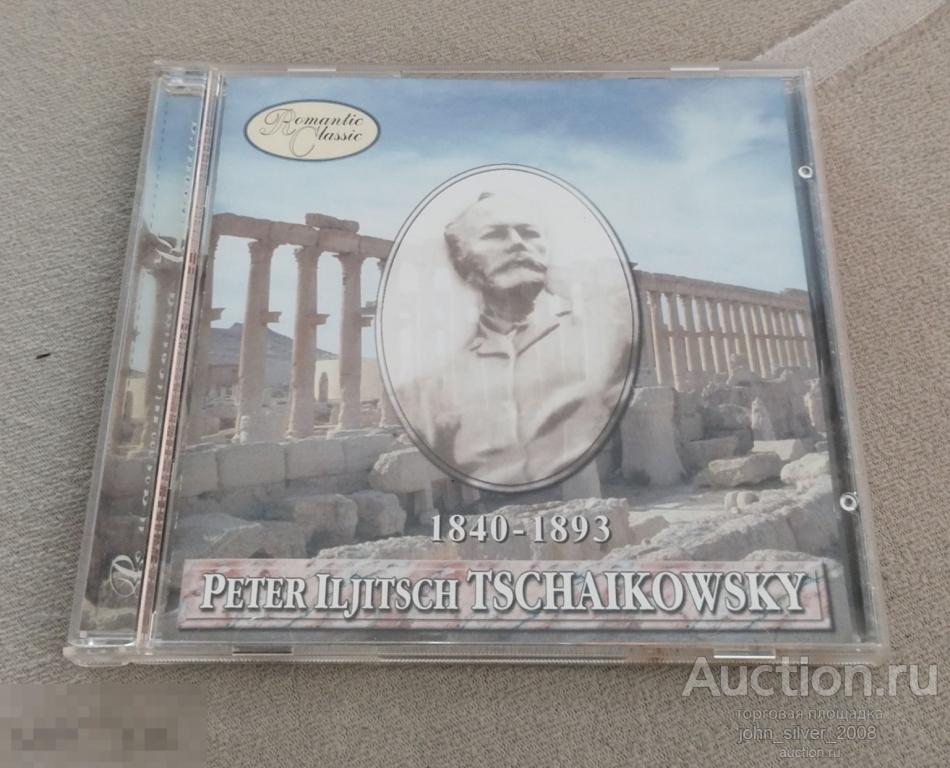 Romantic
Classic
1840-1893
PETER ILJITSCH TSCHAIKOWSKY
Auction.ru
торговая площадка
john_silver_2008
auction.ru